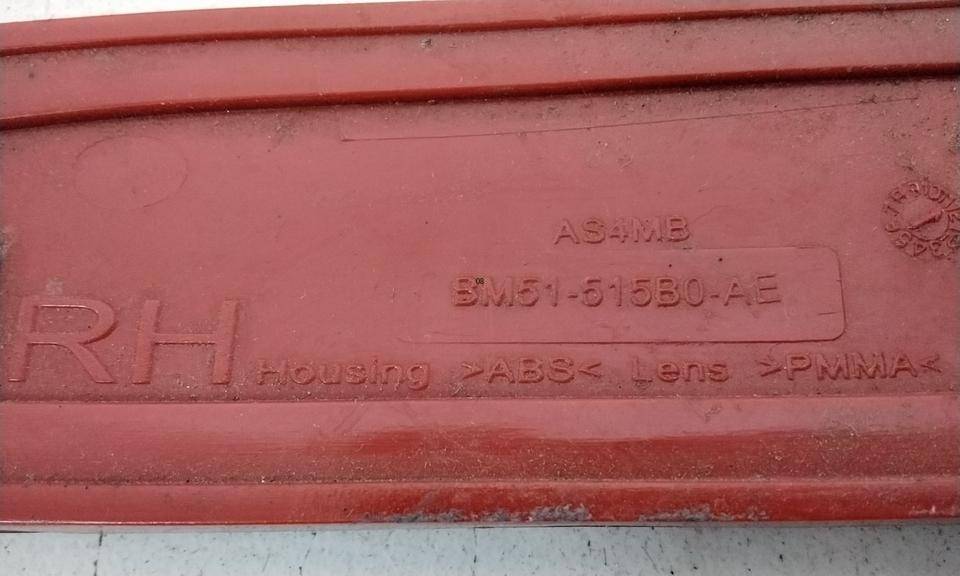 AS4MB
BM51-515B0-AE
RH
Housing >ABS< Lens >PMMA<